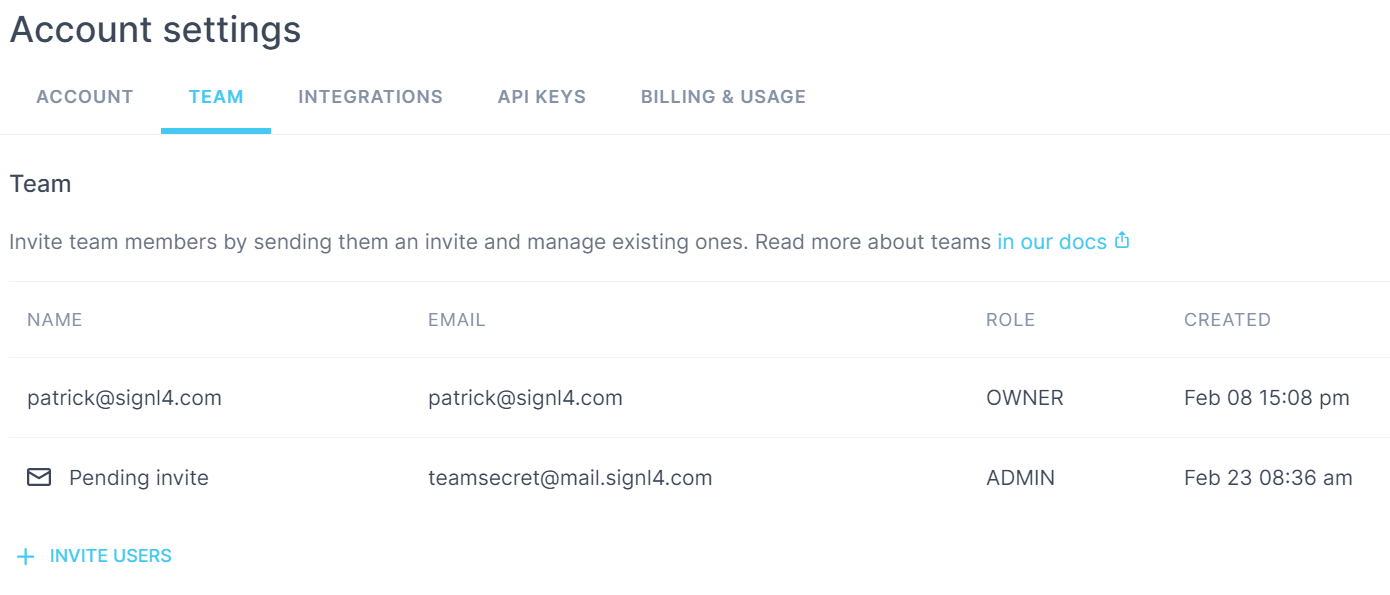 Account settings
ACCOUNT TEAM INTEGRATIONS API KEYS BILLING & USAGE
Team
Invite team members by sending them an invite and manage existing ones. Read more about teams in our docs
NAME EMAIL ROLE CREATED
patrick@signl4.com patrick@signl4.com OWNER Feb 08 15:08 pm
Pending invite teamsecret@mail.signl4.com ADMIN Feb 23 08:36 am
+ INVITE USERS